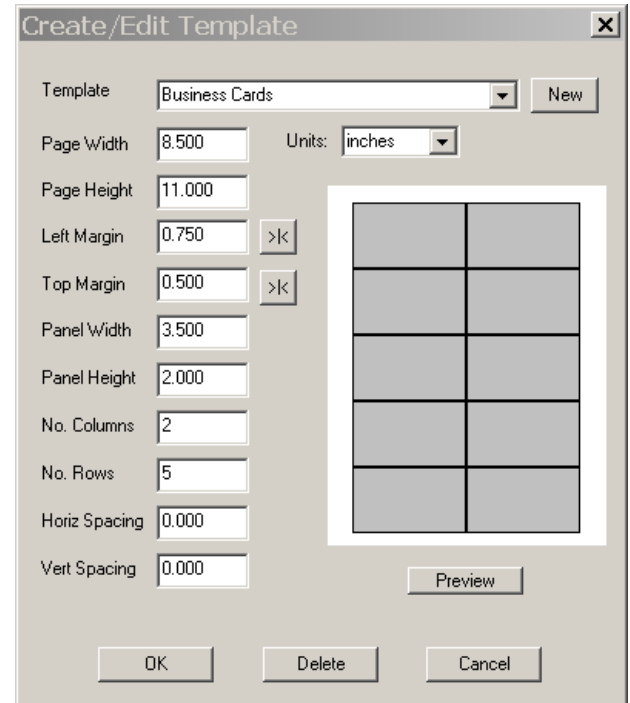 Create/Edit Template
Template Business Cards New
Page Width 8.500 Units: inches
Page Height 11.000
Left Margin 0.750 >|<
Top Margin 0.500 >|<
Panel Width 3.500
Panel Height 2.000
No. Columns 2
No. Rows 5
Horiz Spacing 0.000
Vert Spacing 0.000
Preview
OK Delete Cancel